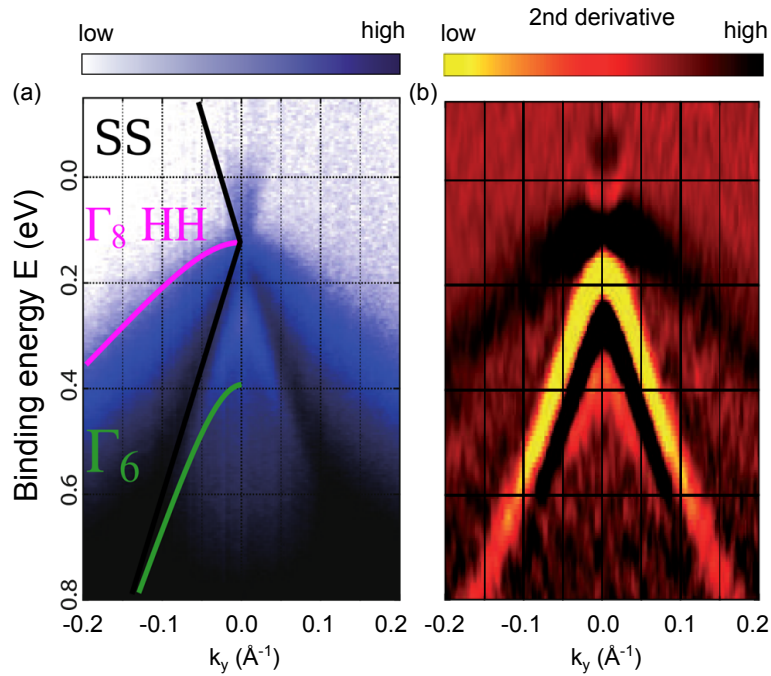 2nd derivative
low high low high
(a) (b)
SS
Γ₈ HH
Γ₆
Binding energy E (eV)
0.0
0.2
0.4
0.6
0.8
-0.2 -0.1 0.0 0.1 0.2 -0.2 -0.1 0.0 0.1 0.2
k_y (Å⁻¹) k_y (Å⁻¹)